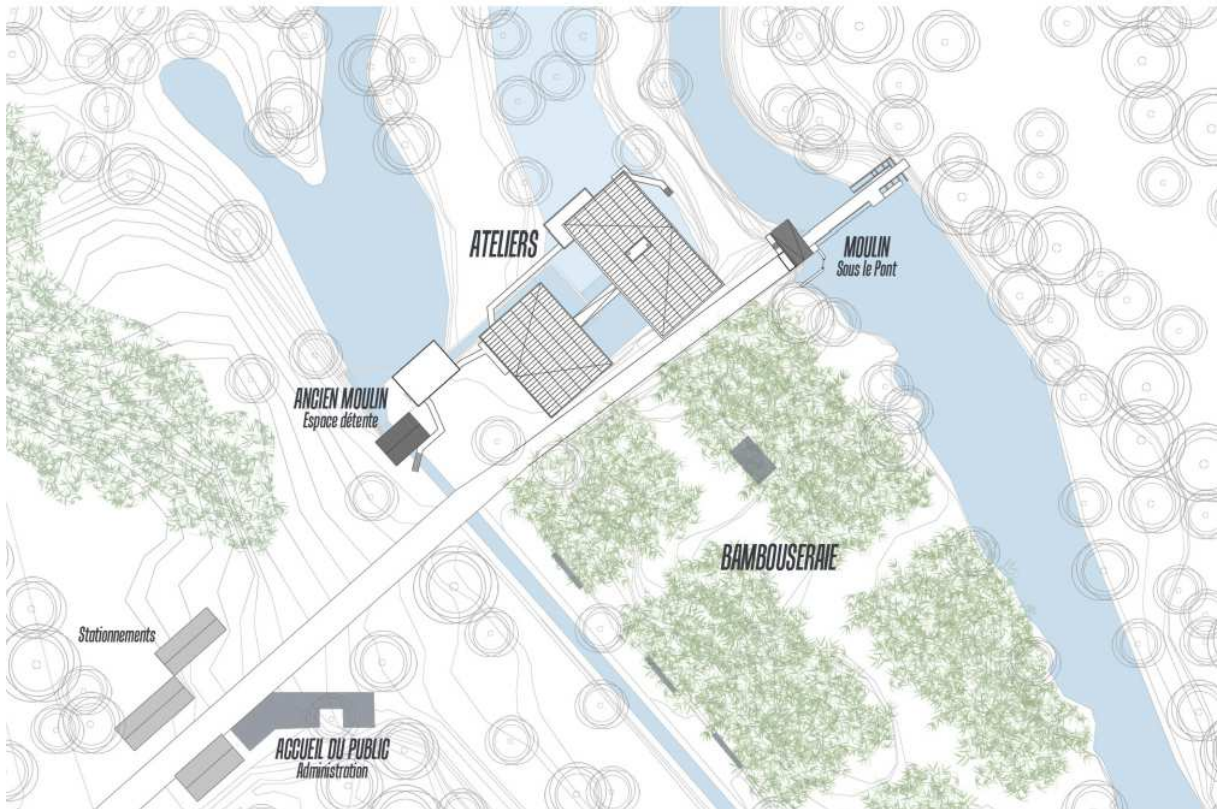 ATELIERS
MOULIN
Sous le Pont
ANCIEN MOULIN
Espace détente
BAMBOUSERAIE
Stationnements
ACCUEIL DU PUBLIC
Administration